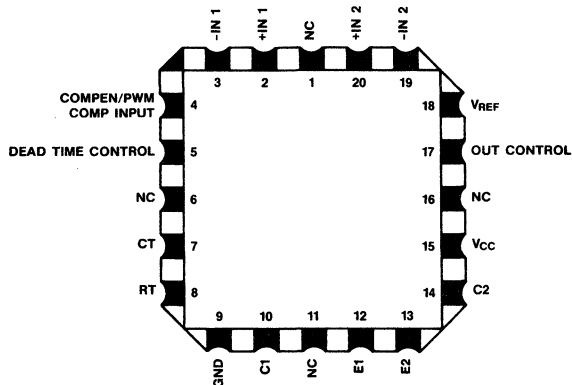 -IN 1
+IN 1
NC
+IN 2
-IN 2
3
2
1
20
19
COMPEN/PWM
COMP INPUT
4
18
VREF
DEAD TIME CONTROL
5
17
OUT CONTROL
NC
6
16
NC
CT
7
15
VCC
RT
8
14
C2
9
10
11
12
13
GND
C1
NC
E1
E2